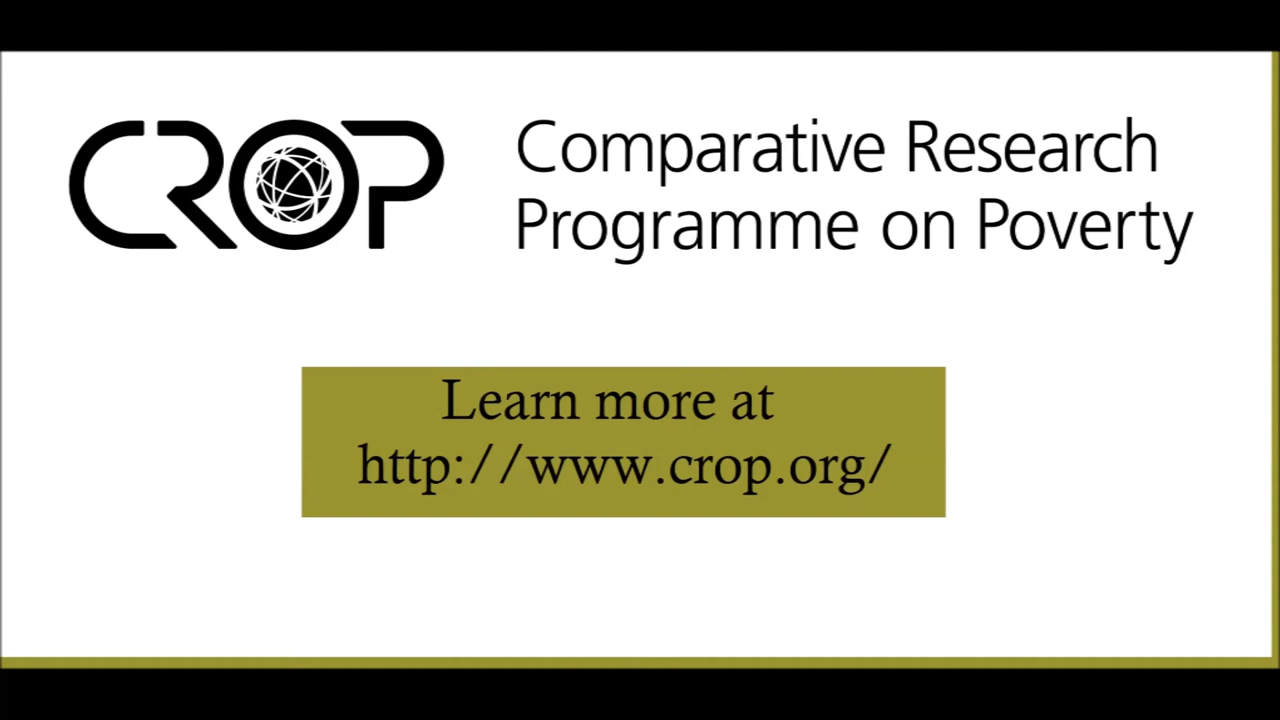 CROP
Comparative Research
Programme on Poverty
Learn more at
http://www.crop.org/